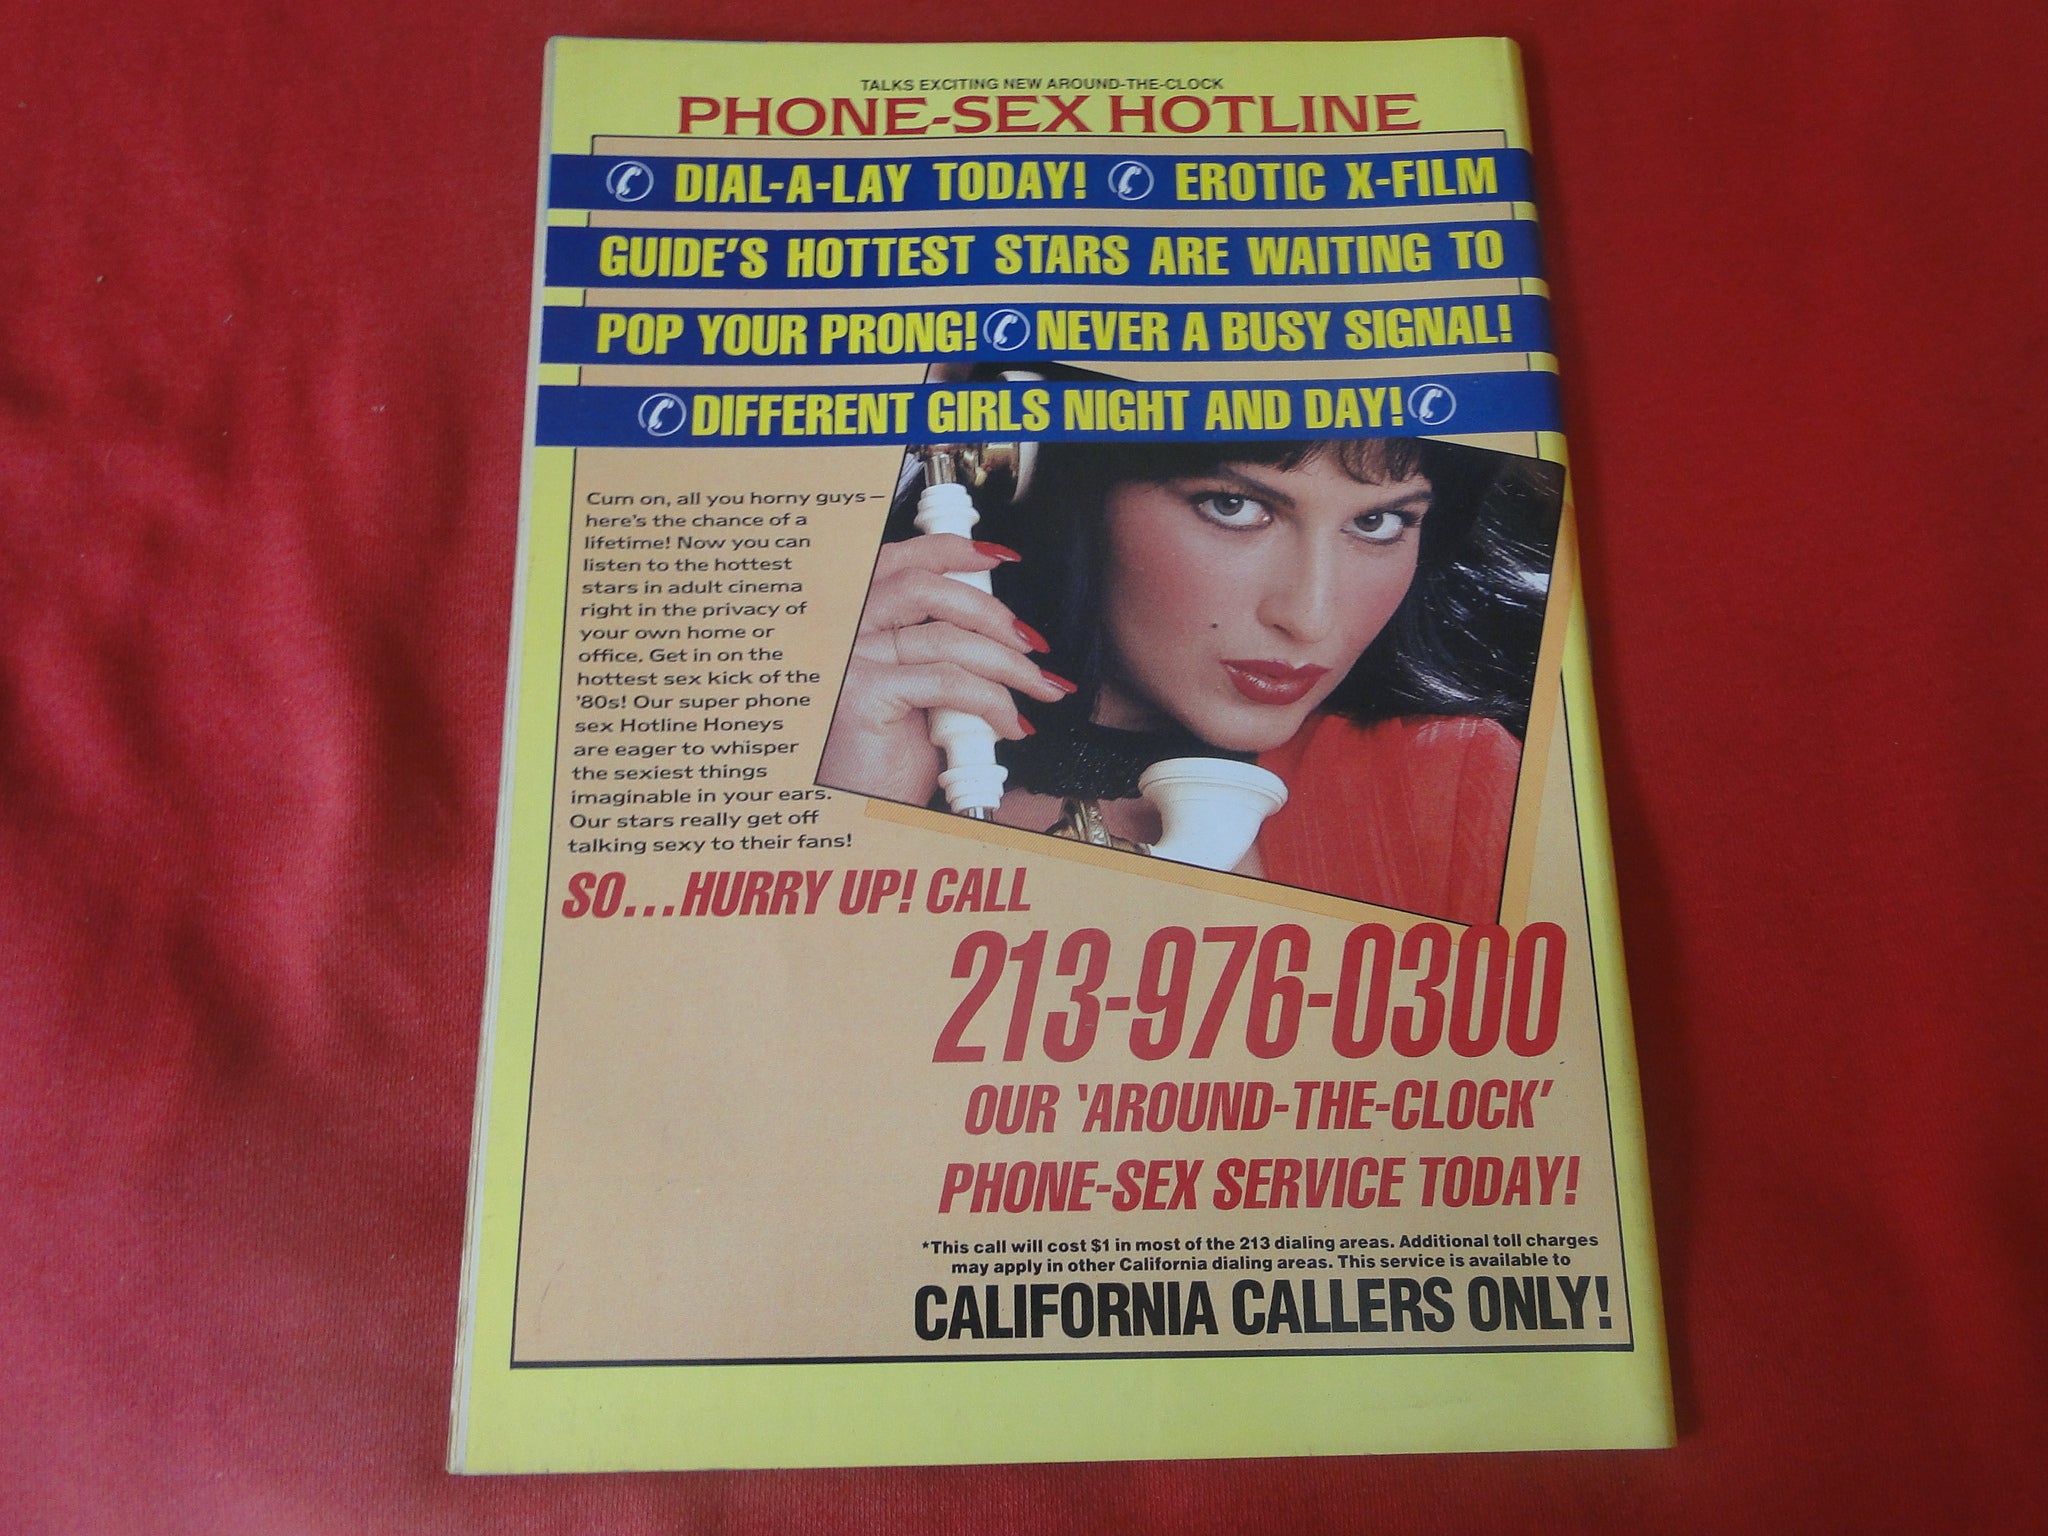 TALKS EXCITING NEW AROUND-THE-CLOCK
PHONE-SEX HOTLINE
DIAL-A-LAY TODAY! EROTIC X-FILM
GUIDE'S HOTTEST STARS ARE WAITING TO
POP YOUR PRONG! NEVER A BUSY SIGNAL!
DIFFERENT GIRLS NIGHT AND DAY!
Cum on, all you horny guys —
here's the chance of a
lifetime! Now you can
listen to the hottest
stars in adult cinema
right in the privacy of
your own home or
office. Get in on the
hottest sex kick of the
'80s! Our super phone
sex Hotline Honeys
are eager to whisper
the sexiest things
imaginable in your ears.
Our stars really get off
talking sexy to their fans!
SO...HURRY UP! CALL
213-976-0300
OUR 'AROUND-THE-CLOCK'
PHONE-SEX SERVICE TODAY!
*This call will cost $1 in most of the 213 dialing areas. Additional toll charges
may apply in other California dialing areas. This service is available to
CALIFORNIA CALLERS ONLY!